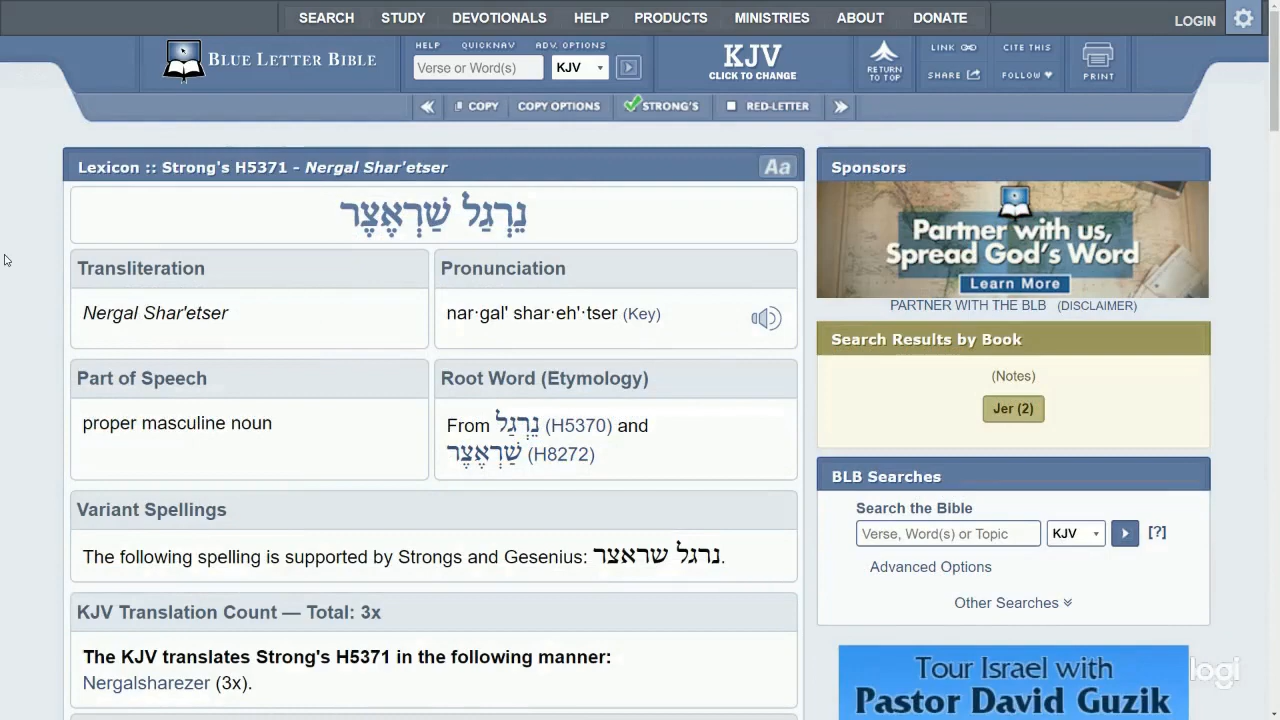 SEARCH STUDY DEVOTIONALS HELP PRODUCTS MINISTRIES ABOUT DONATE LOGIN
BLUE LETTER BIBLE
HELP QUICKNAV ADV. OPTIONS
Verse or Word(s) KJV
KJV
CLICK TO CHANGE
RETURN
TO TOP
LINK CITE THIS
SHARE FOLLOW
PRINT
COPY COPY OPTIONS STRONG'S RED-LETTER
Lexicon :: Strong's H5371 - Nergal Shar'etser Aa
נֵרְגַל שַׁרְאֶצֶר
Transliteration
Nergal Shar'etser
Pronunciation
nar·gal' shar·eh'·tser (Key)
Part of Speech
proper masculine noun
Root Word (Etymology)
From נֵרְגַל (H5370) and
שַׁרְאֶצֶר (H8272)
Variant Spellings
The following spelling is supported by Strongs and Gesenius: נרגל שראצר.
KJV Translation Count — Total: 3x
The KJV translates Strong's H5371 in the following manner:
Nergalsharezer (3x).
Sponsors
Partner with us,
Spread God's Word
Learn More
PARTNER WITH THE BLB (DISCLAIMER)
Search Results by Book
(Notes)
Jer (2)
BLB Searches
Search the Bible
Verse, Word(s) or Topic KJV [?]
Advanced Options
Other Searches
Tour Israel with
Pastor David Guzik
logi